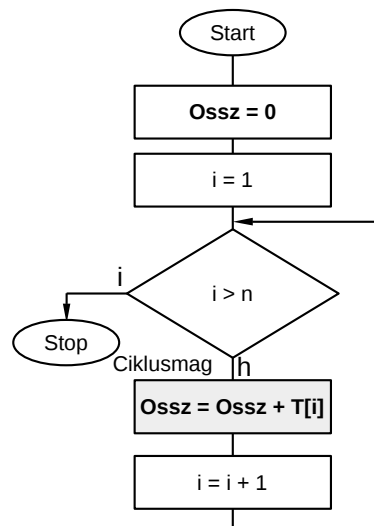 Start
Ossz = 0
i = 1
i
i > n
Stop
Ciklusmag
h
Ossz = Ossz + T[i]
i = i + 1